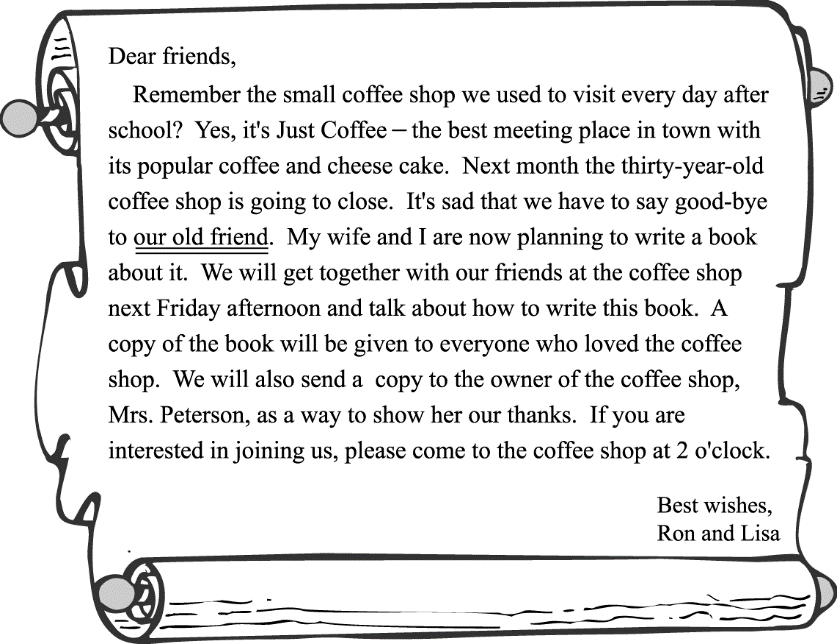 Dear friends,
Remember the small coffee shop we used to visit every day after
school? Yes, it's Just Coffee – the best meeting place in town with
its popular coffee and cheese cake. Next month the thirty-year-old
coffee shop is going to close. It's sad that we have to say good-bye
to our old friend. My wife and I are now planning to write a book
about it. We will get together with our friends at the coffee shop
next Friday afternoon and talk about how to write this book. A
copy of the book will be given to everyone who loved the coffee
shop. We will also send a copy to the owner of the coffee shop,
Mrs. Peterson, as a way to show her our thanks. If you are
interested in joining us, please come to the coffee shop at 2 o'clock.
Best wishes,
Ron and Lisa